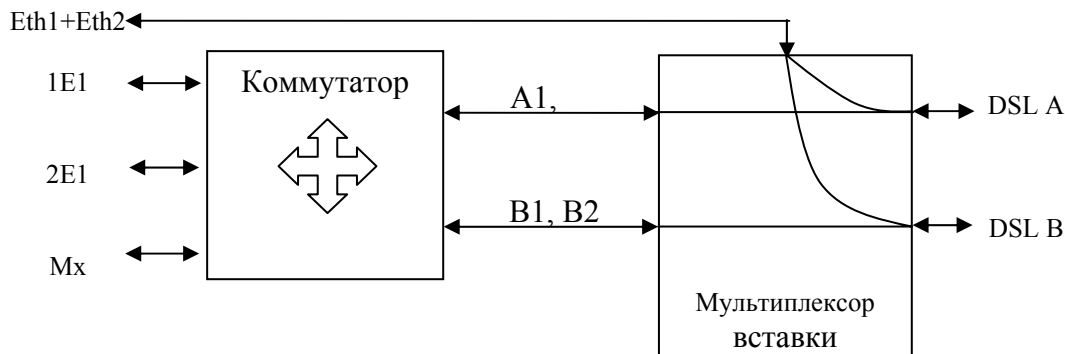 Eth1+Eth2
1E1
Коммутатор
A1,
DSL A
2E1
B1, B2
DSL B
Mx
Мультиплексор
вставки